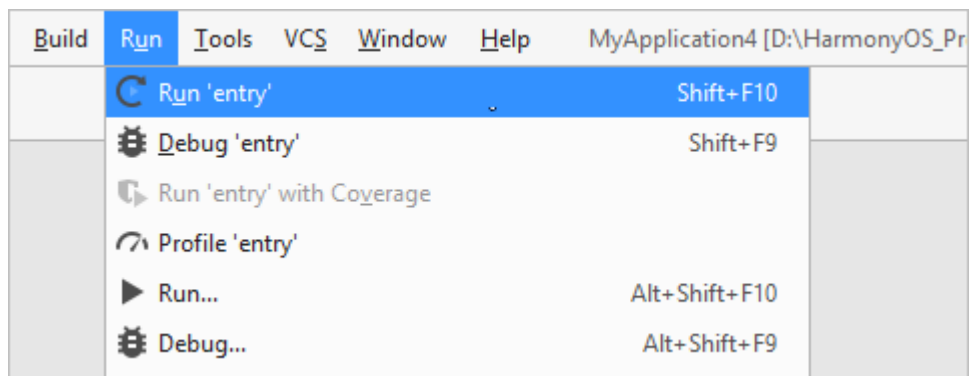 Build Run Tools VCS Window Help MyApplication4 [D:\HarmonyOS_Pr
Run 'entry' Shift+F10
Debug 'entry' Shift+F9
Run 'entry' with Coverage
Profile 'entry'
Run... Alt+Shift+F10
Debug... Alt+Shift+F9